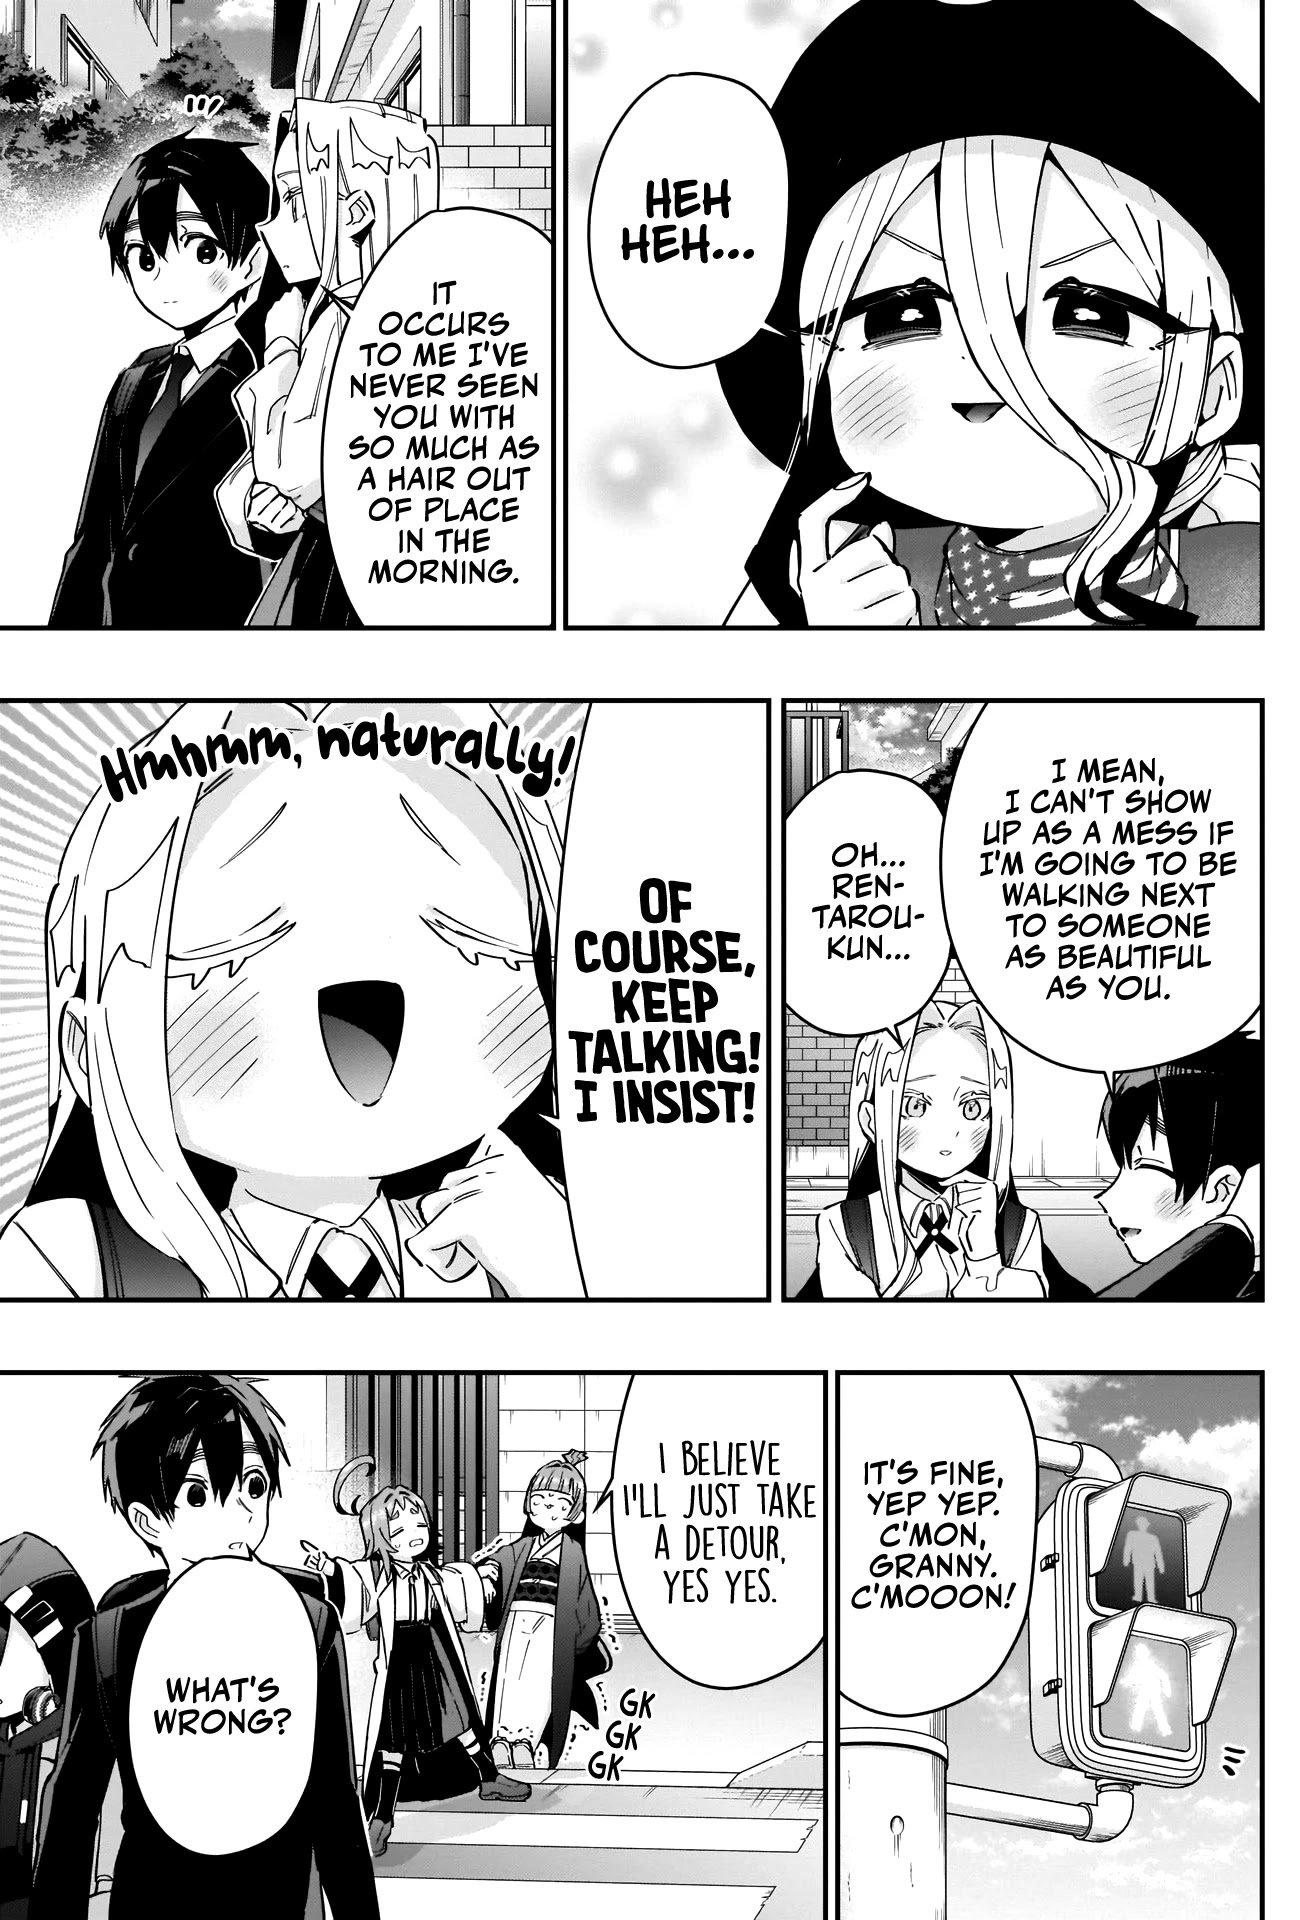 HEH
HEH...
IT
OCCURS
TO ME I'VE
NEVER SEEN
YOU WITH
SO MUCH AS
A HAIR OUT
OF PLACE
IN THE
MORNING.
I MEAN,
I CAN'T SHOW
UP AS A MESS IF
I'M GOING TO BE
WALKING NEXT
TO SOMEONE
AS BEAUTIFUL
AS YOU.
OH...
REN-
TAROU-
KUN...
OF
COURSE,
KEEP
TALKING!
I INSIST!
Hmhmm, naturally!
IT'S FINE,
YEP YEP.
C'MON,
GRANNY.
C'MOOON!
I BELIEVE
I'LL JUST TAKE
A DETOUR,
YES YES.
GK
GK
GK
WHAT'S
WRONG?